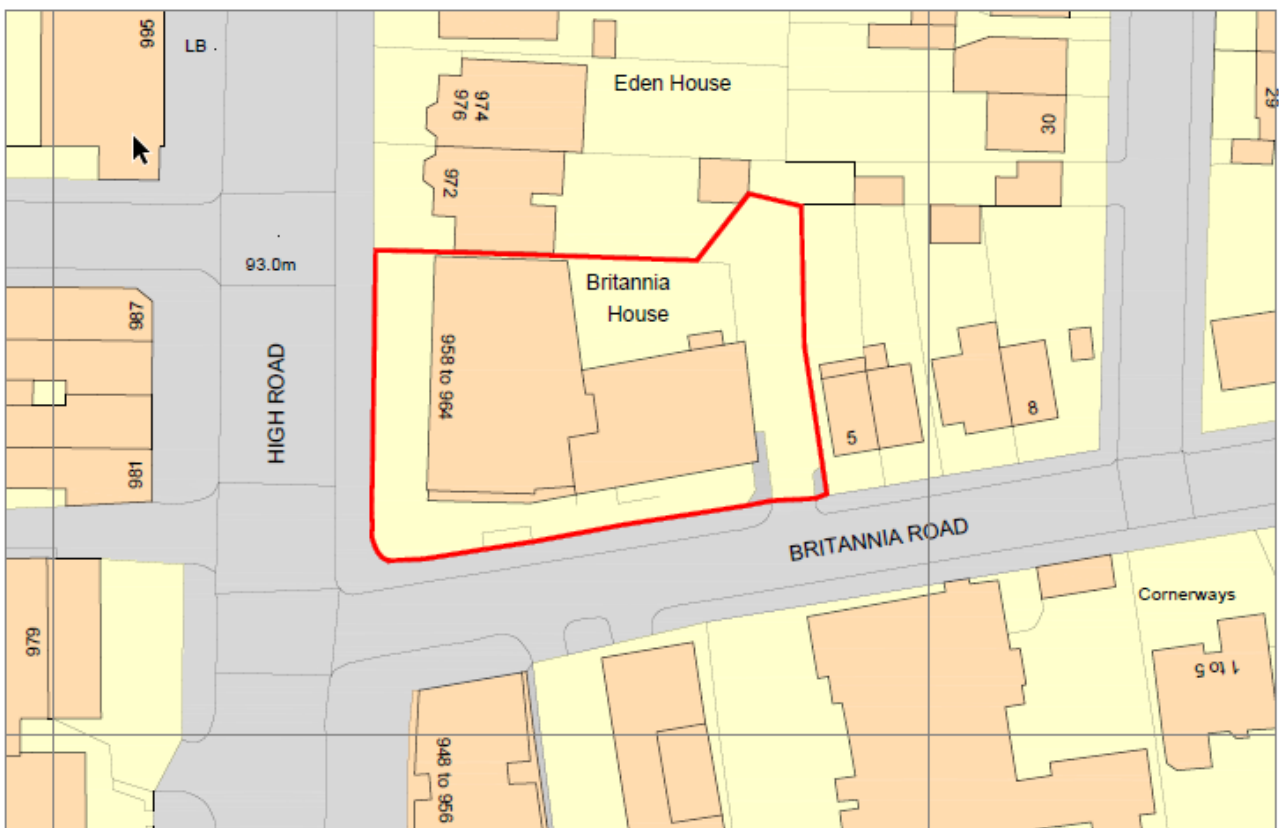 966
LB
Eden House
974
976
30
29
972
93.0m
Britannia
House
987
958 to 964
HIGH ROAD
981
5
8
BRITANNIA ROAD
Cornerways
979
1 to 5
948 to 956